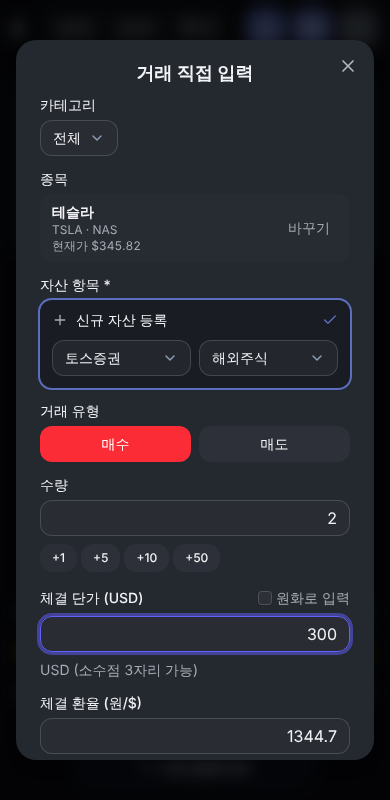 거래 직접 입력
카테고리
전체
종목
테슬라
TSLA · NAS
현재가 $345.82
바꾸기
자산 항목 *
신규 자산 등록
토스증권
해외주식
거래 유형
매수
매도
수량
2
+1
+5
+10
+50
체결 단가 (USD)
원화로 입력
300
USD (소수점 3자리 가능)
체결 환율 (원/$)
1344.7